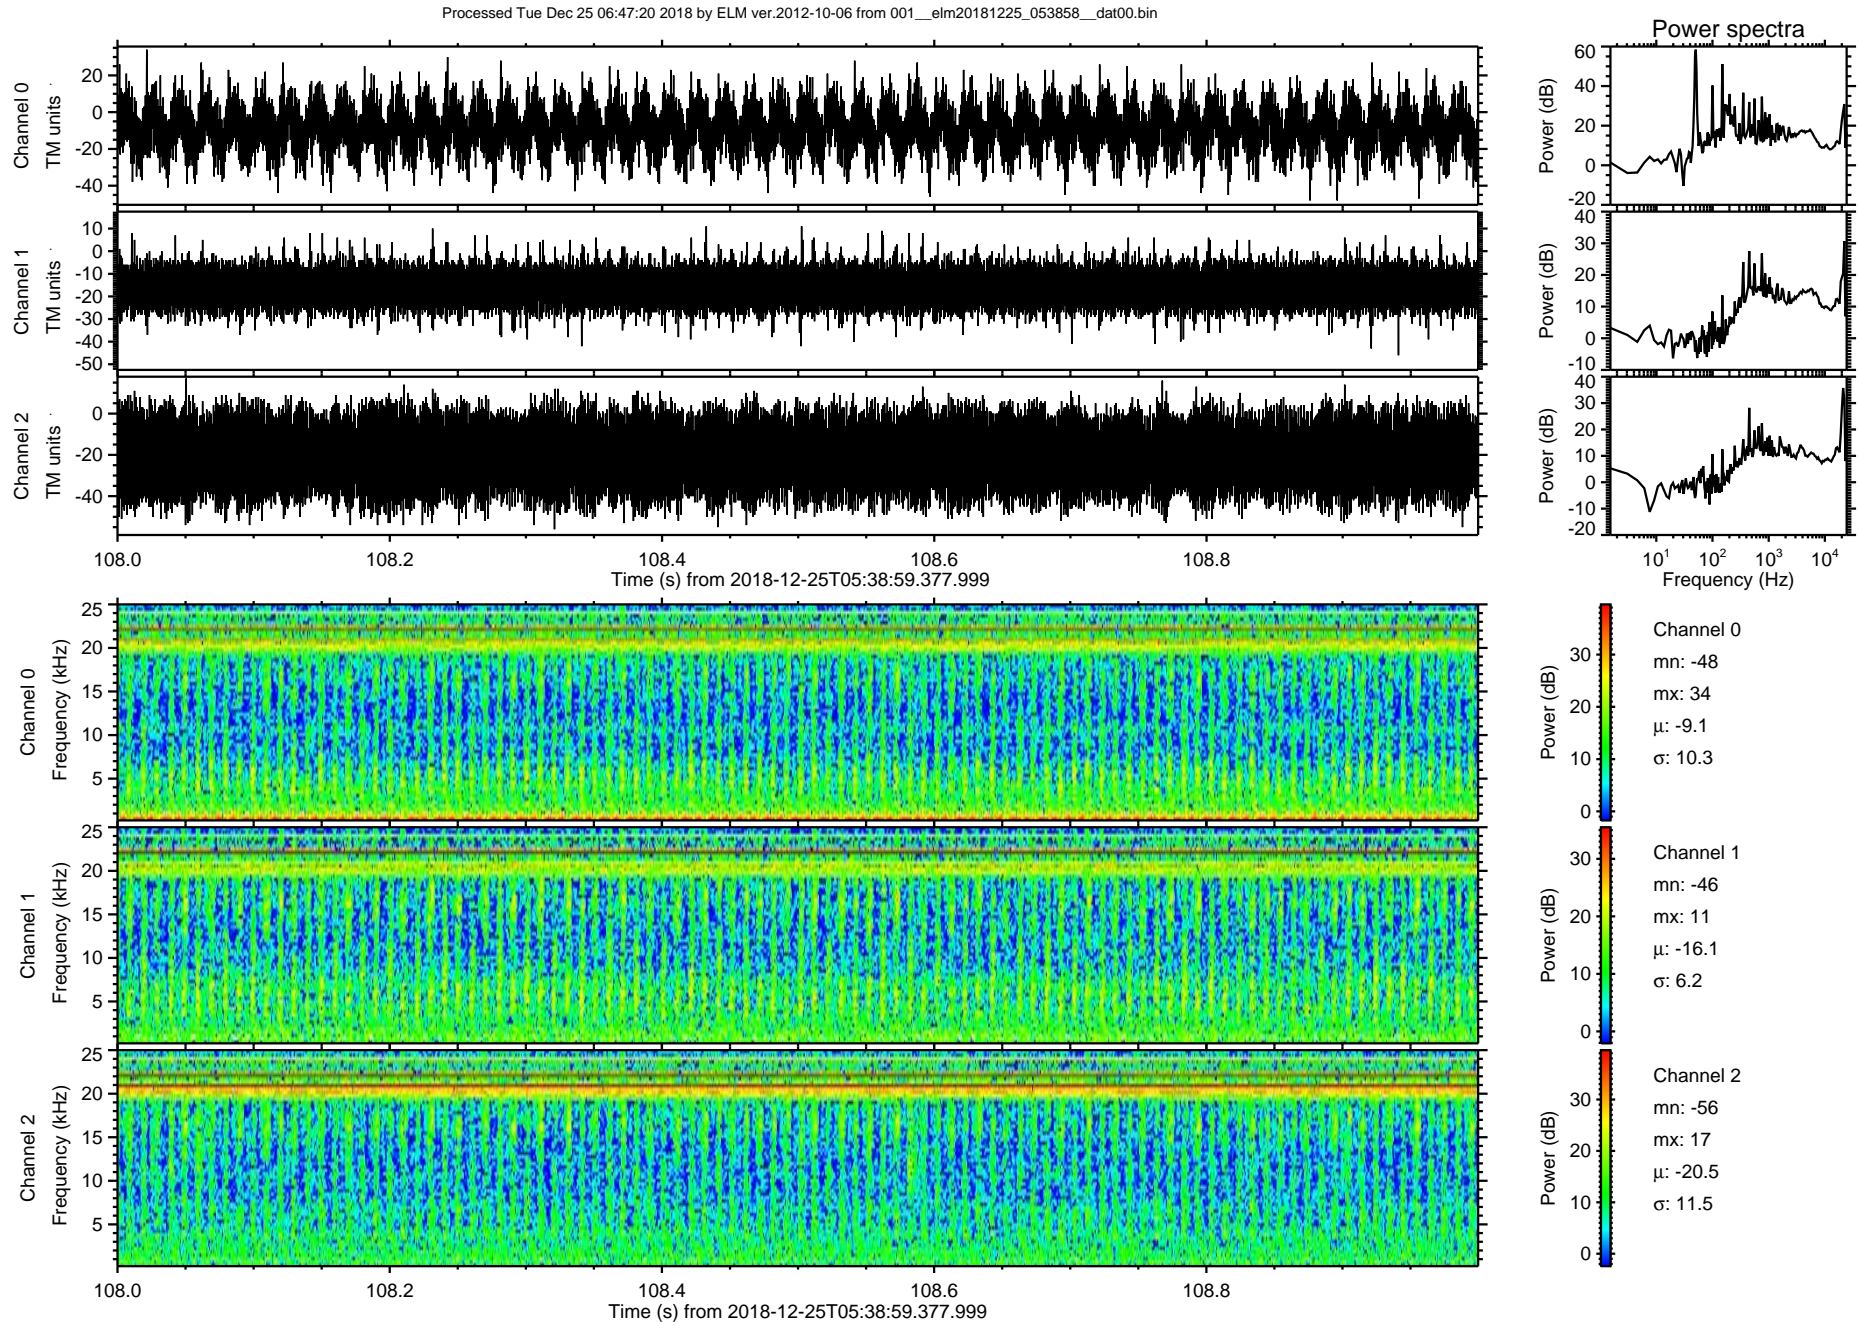 Processed Tue Dec 25 06:47:20 2018 by ELM ver.2012-10-06 from 001__elm20181225_053858__dat00.bin
Power spectra
Channel 0
TM units
20
0
-20
-40
Power (dB)
60
40
20
0
-20
Channel 1
TM units
10
0
-10
-20
-30
-40
-50
Power (dB)
40
30
20
10
0
-10
Channel 2
TM units
0
-20
-40
Power (dB)
40
30
20
10
0
-10
-20
108.0 108.2 108.4 108.6 108.8
Time (s) from 2018-12-25T05:38:59.377.999
10^1 10^2 10^3 10^4
Frequency (Hz)
Channel 0
Frequency (kHz)
25
20
15
10
5
Power (dB)
30
20
10
0
Channel 0
mn: -48
mx: 34
μ: -9.1
σ: 10.3
Channel 1
Frequency (kHz)
25
20
15
10
5
Power (dB)
30
20
10
0
Channel 1
mn: -46
mx: 11
μ: -16.1
σ: 6.2
Channel 2
Frequency (kHz)
25
20
15
10
5
Power (dB)
30
20
10
0
Channel 2
mn: -56
mx: 17
μ: -20.5
σ: 11.5
108.0 108.2 108.4 108.6 108.8
Time (s) from 2018-12-25T05:38:59.377.999